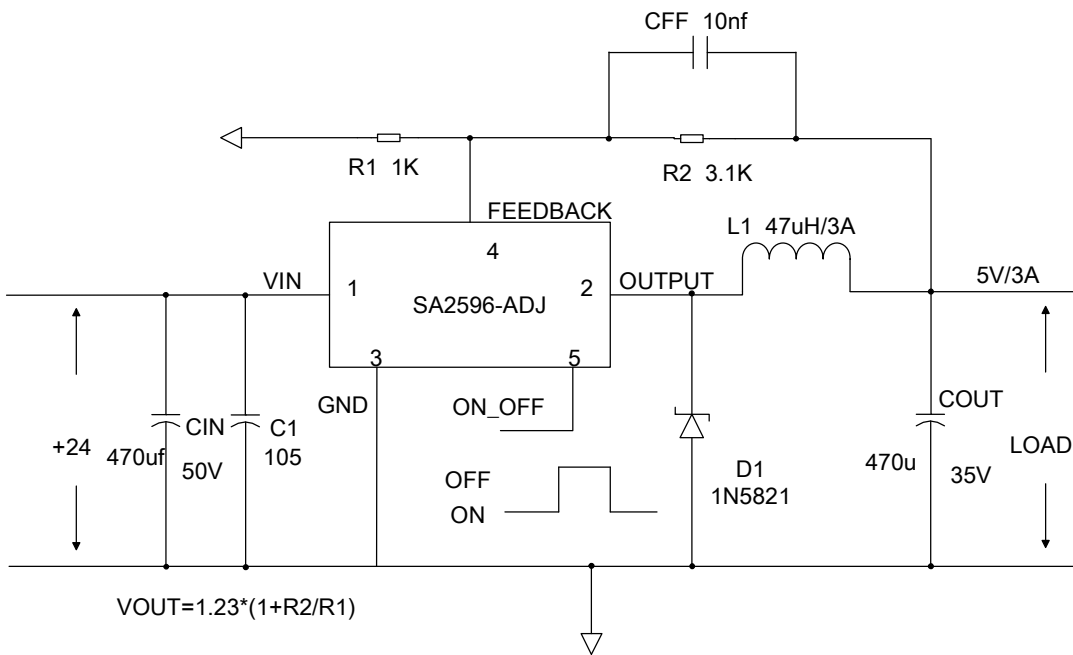 CFF 10nf
R1 1K
R2 3.1K
FEEDBACK
L1 47uH/3A
4
VIN
OUTPUT
5V/3A
1
2
SA2596-ADJ
3
5
GND
ON_OFF
COUT
CIN
C1
+24
470uf
50V
105
LOAD
D1
1N5821
470u
35V
OFF
ON
VOUT=1.23*(1+R2/R1)